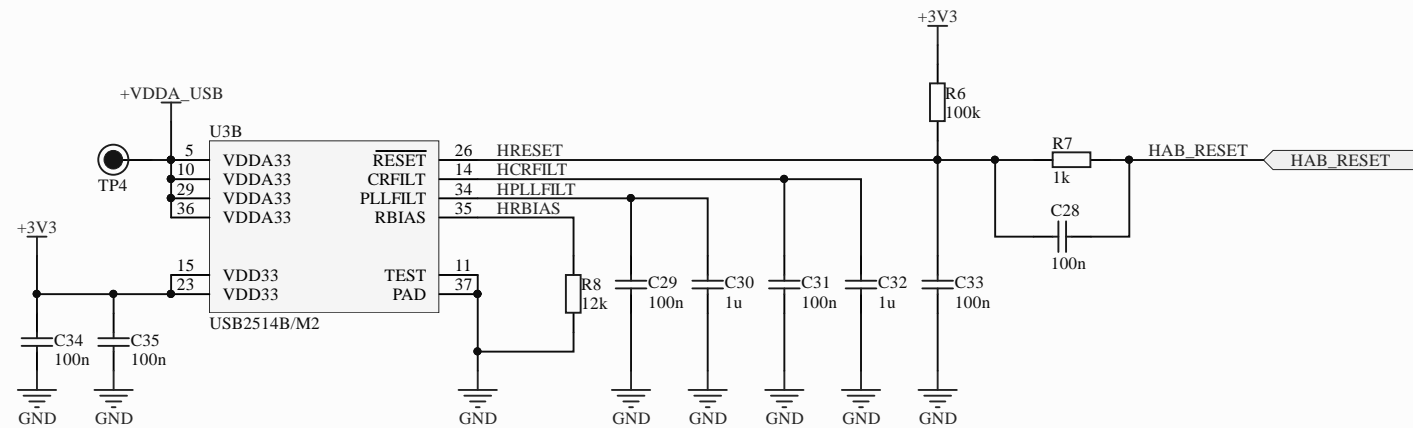 +3V3
R6
100k
+VDDA_USB
U3B
TP4
5 VDDA33
10 VDDA33
29 VDDA33
36 VDDA33
15 VDD33
23 VDD33
RESET 26 HRESET
CRFILT 14 HCRFILT
PLLFILT 34 HPLLFILT
RBIAS 35 HRBIAS
TEST 11
PAD 37
USB2514B/M2
R7
1k
HAB_RESET
HAB_RESET
C28
100n
+3V3
C34
100n
C35
100n
R8
12k
C29
100n
C30
1u
C31
100n
C32
1u
C33
100n
GND
GND
GND
GND
GND
GND
GND
GND